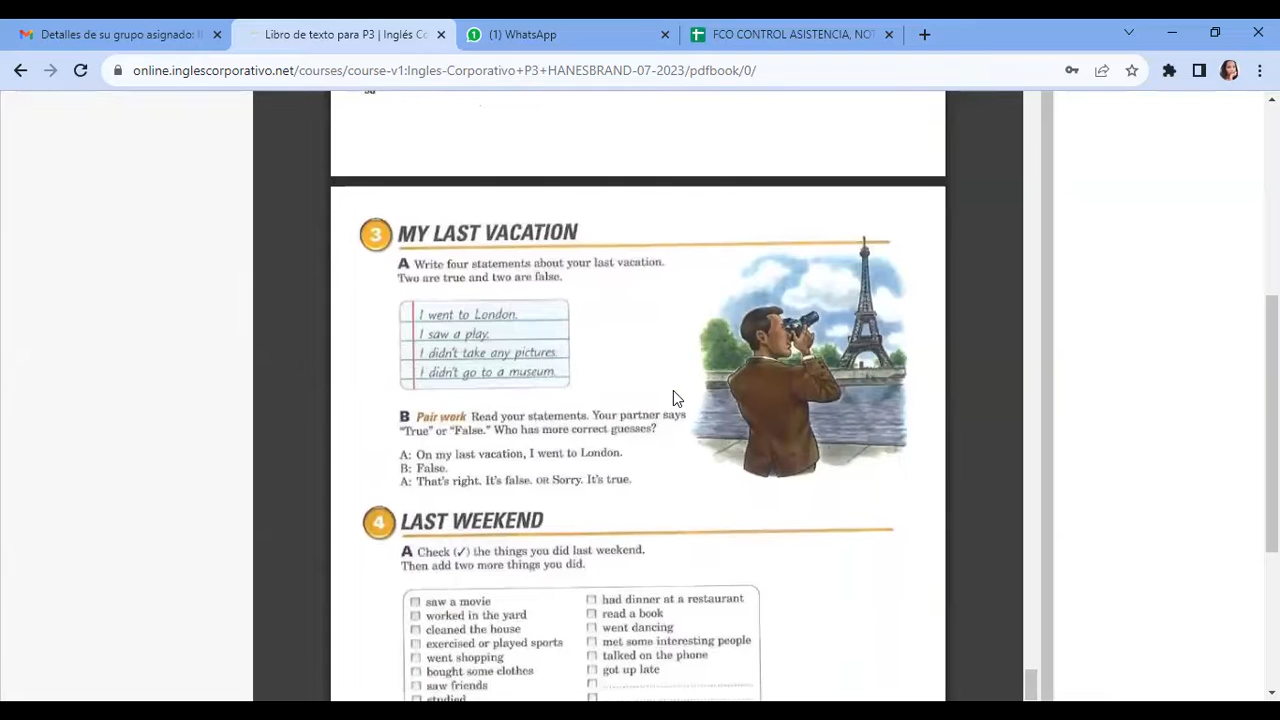 Detalles de su grupo asignado: I
Libro de texto para P3 | Inglés Co
(1) WhatsApp
FCO CONTROL ASISTENCIA, NOT
online.inglescorporativo.net/courses/course-v1:Ingles-Corporativo+P3+HANESBRAND-07-2023/pdfbook/0/
3 MY LAST VACATION
A Write four statements about your last vacation.
Two are true and two are false.
I went to London.
I saw a play.
I didn't take any pictures.
I didn't go to a museum.
B Pair work Read your statements. Your partner says
"True" or "False." Who has more correct guesses?
A: On my last vacation, I went to London.
B: False.
A: That's right. It's false. OR Sorry. It's true.
4 LAST WEEKEND
A Check (✓) the things you did last weekend.
Then add two more things you did.
saw a movie
worked in the yard
cleaned the house
exercised or played sports
went shopping
bought some clothes
saw friends
studied
had dinner at a restaurant
read a book
went dancing
met some interesting people
talked on the phone
got up late